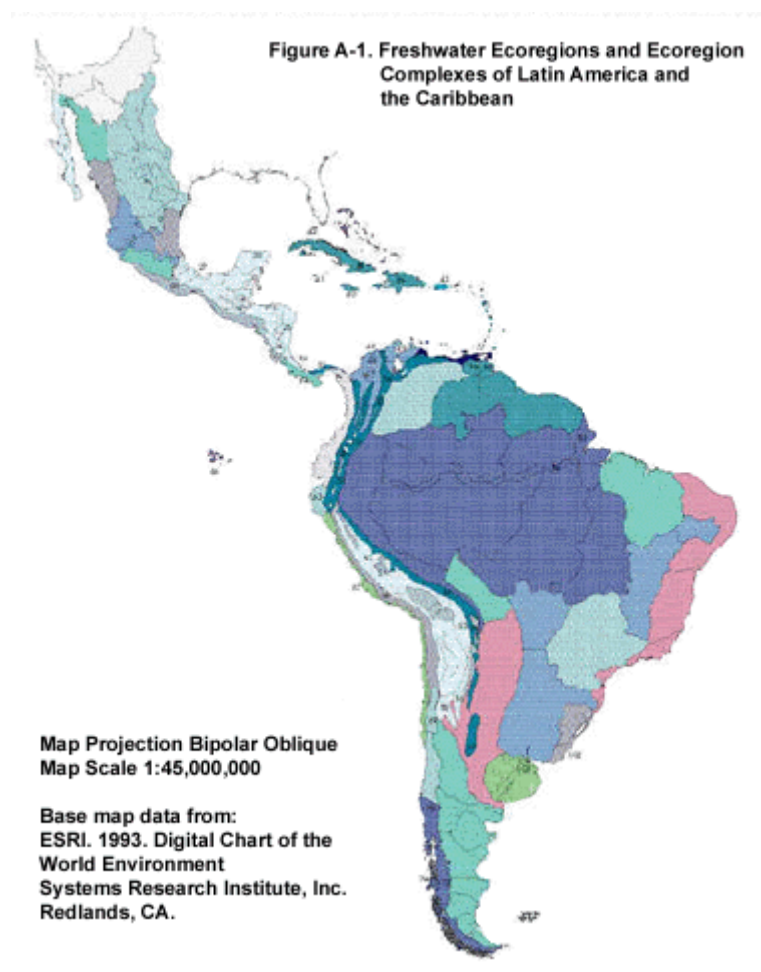 Figure A-1. Freshwater Ecoregions and Ecoregion
Complexes of Latin America and
the Caribbean
Map Projection Bipolar Oblique
Map Scale 1:45,000,000
Base map data from:
ESRI. 1993. Digital Chart of the
World Environment
Systems Research Institute, Inc.
Redlands, CA.